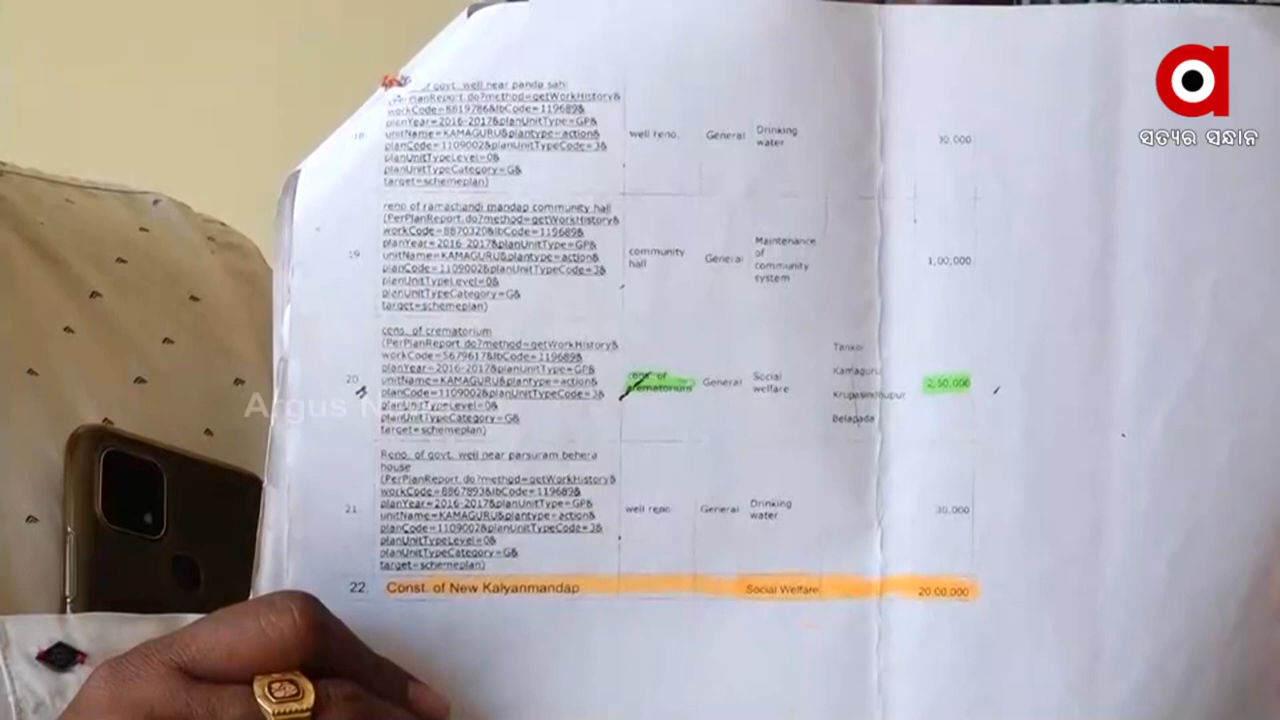 of govt. well near panda sahi
(PerPlanReport.do?method=getWorkHistory&
workCode=8819786&lbCode=119689&
planYear=2016-2017&planUnitType=GP&
unitName=KAMAGURU&plantype=action&
planCode=1109002&planUnitTypeCode=3&
planUnitTypeLevel=0&
planUnitTypeCategory=G&
target=schemeplan)
18 well reno. General Drinking water 30,000
reno of ramachandi mandap community hall
(PerPlanReport.do?method=getWorkHistory&
workCode=8870320&lbCode=119689&
planYear=2016-2017&planUnitType=GP&
unitName=KAMAGURU&plantype=action&
planCode=1109002&planUnitTypeCode=3&
planUnitTypeLevel=0&
planUnitTypeCategory=G&
target=schemeplan)
19 community hall General Maintenance of community system 1,00,000
cons. of crematorium
(PerPlanReport.do?method=getWorkHistory&
workCode=5679617&lbCode=119689&
planYear=2016-2017&planUnitType=GP&
unitName=KAMAGURU&plantype=action&
planCode=1109002&planUnitTypeCode=3&
planUnitTypeLevel=0&
planUnitTypeCategory=G&
target=schemeplan)
20 cons. of crematorium General Social welfare
Kamaguru
Krupasindhupur
Belapada
2,50,000
Reno. of govt. well near parsuram behera
house
(PerPlanReport.do?method=getWorkHistory&
workCode=8867893&lbCode=119689&
planYear=2016-2017&planUnitType=GP&
unitName=KAMAGURU&plantype=action&
planCode=1109002&planUnitTypeCode=3&
planUnitTypeLevel=0&
planUnitTypeCategory=G&
target=schemeplan)
21 well reno General Drinking water 30,000
22. Const. of New Kalyanmandap Social Welfare 20,00,000
Argus
a
ସତ୍ୟର ସନ୍ଧାନ